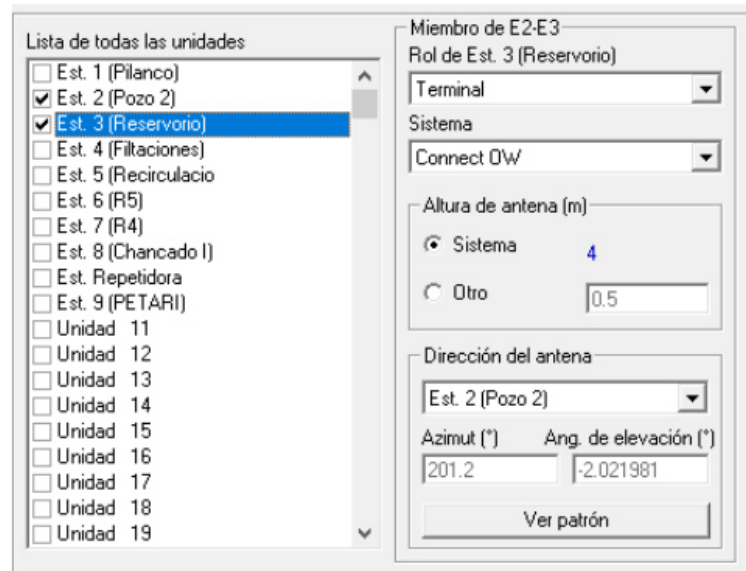 Lista de todas las unidades
Est. 1 (Pilanco)
Est. 2 (Pozo 2)
Est. 3 (Reservorio)
Est. 4 (Filtaciones)
Est. 5 (Recirculacio
Est. 6 (R5)
Est. 7 (R4)
Est. 8 (Chancado I)
Est. Repetidora
Est. 9 (PETARI)
Unidad 11
Unidad 12
Unidad 13
Unidad 14
Unidad 15
Unidad 16
Unidad 17
Unidad 18
Unidad 19
Miembro de E2-E3
Rol de Est. 3 (Reservorio)
Terminal
Sistema
Connect OW
Altura de antena (m)
Sistema 4
Otro 0.5
Dirección del antena
Est. 2 (Pozo 2)
Azimut (°) Ang. de elevación (°)
201.2 -2.021981
Ver patrón